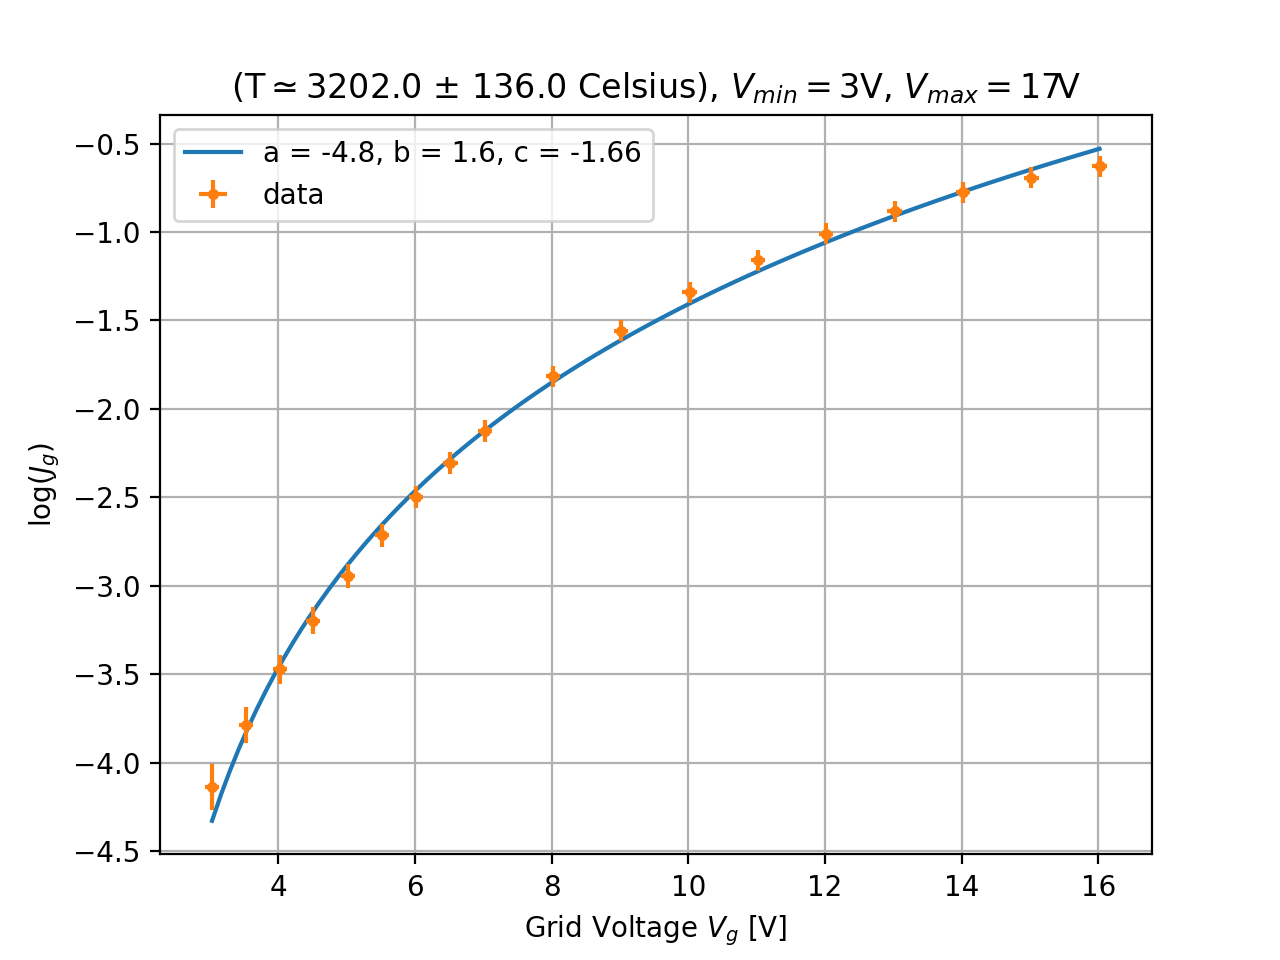 (T ≃ 3202.0 ± 136.0 Celsius), V_min = 3V, V_max = 17V
a = -4.8, b = 1.6, c = -1.66
data
−0.5
−1.0
−1.5
−2.0
−2.5
−3.0
−3.5
−4.0
−4.5
log(J_g)
4 6 8 10 12 14 16
Grid Voltage V_g [V]